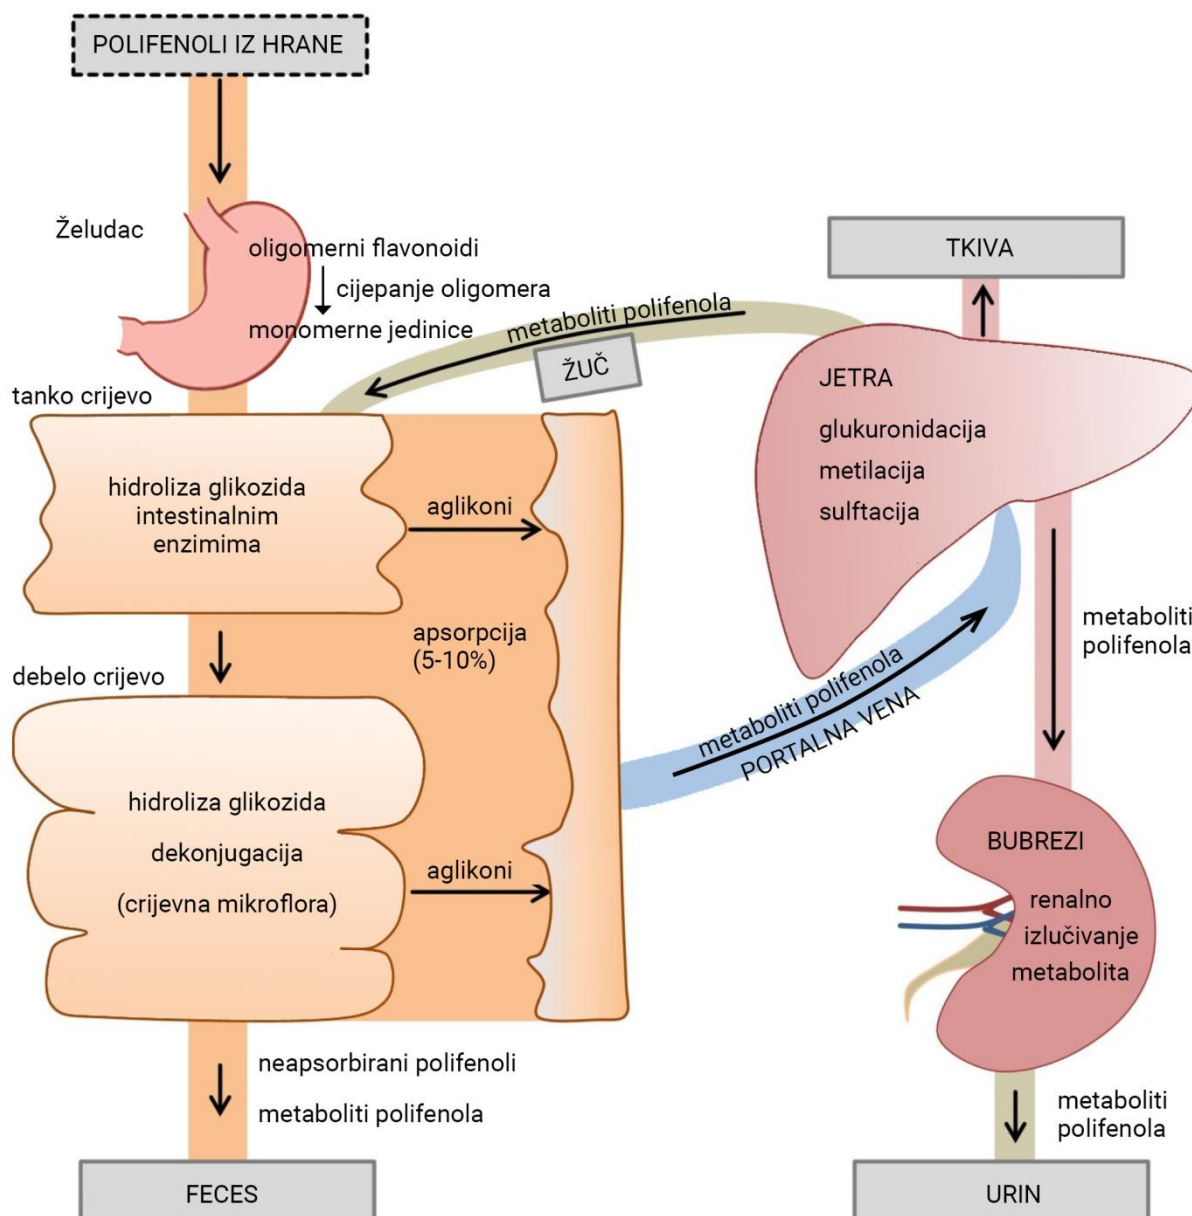 POLIFENOLI IZ HRANE
Želudac
oligomerni flavonoidi
cijepanje oligomera
monomerne jedinice
metaboliti polifenola
ŽUČ
TKIVA
JETRA
glukuronidacija
metilacija
sulftacija
tanko crijevo
hidroliza glikozida
intestinalnim
enzimima
aglikoni
apsorpcija
(5-10%)
debelo crijevo
hidroliza glikozida
dekonjugacija
(crijevna mikroflora)
aglikoni
metaboliti polifenola
PORTALNA VENA
metaboliti
polifenola
BUBREZI
renalno
izlučivanje
metabolita
neapsorbirani polifenoli
metaboliti polifenola
metaboliti
polifenola
FECES
URIN